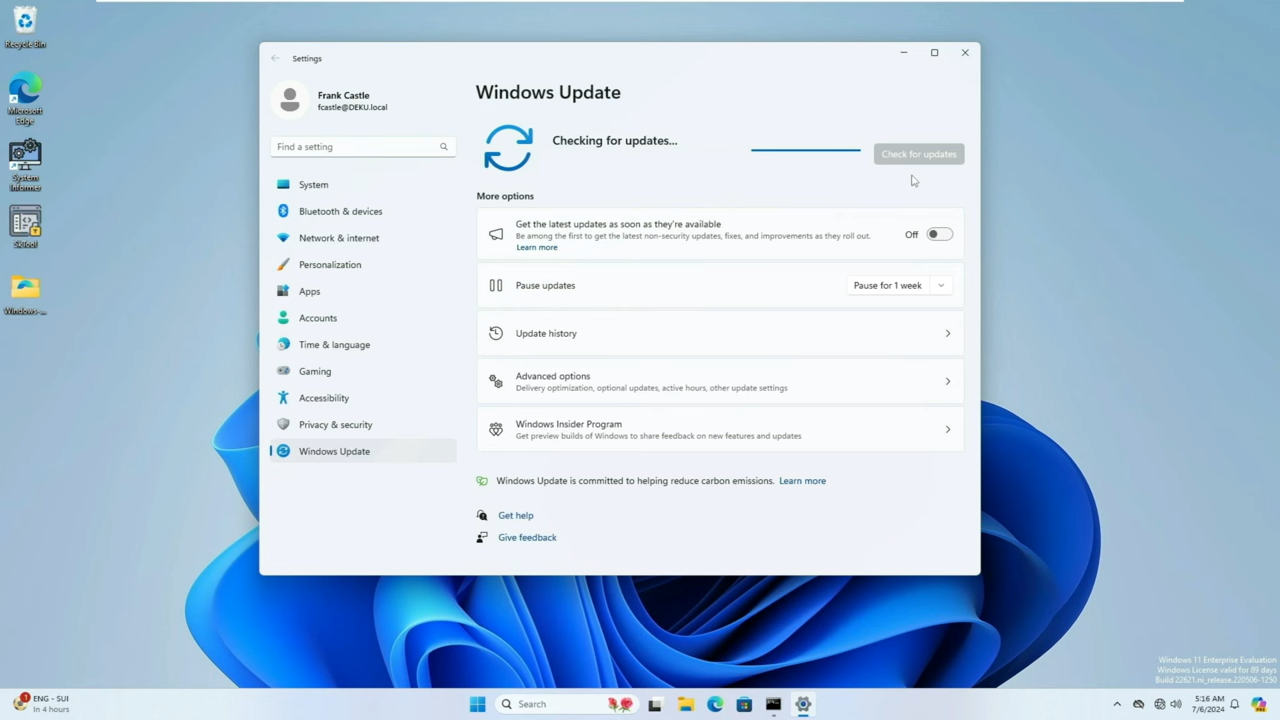 Recycle Bin
Microsoft
Edge
System
Informer
SkTool
Windows-...
Settings
Frank Castle
fcastle@DEKU.local
Find a setting
System
Bluetooth & devices
Network & internet
Personalization
Apps
Accounts
Time & language
Gaming
Accessibility
Privacy & security
Windows Update
Windows Update
Checking for updates...
Check for updates
More options
Get the latest updates as soon as they're available
Be among the first to get the latest non-security updates, fixes, and improvements as they roll out.
Learn more
Off
Pause updates
Pause for 1 week
Update history
Advanced options
Delivery optimization, optional updates, active hours, other update settings
Windows Insider Program
Get preview builds of Windows to share feedback on new features and updates
Windows Update is committed to helping reduce carbon emissions. Learn more
Get help
Give feedback
Windows 11 Enterprise Evaluation
Windows License valid for 89 days
Build 22621.ni_release.220506-1250
1
ENG - SUI
In 4 hours
Search
5:16 AM
7/6/2024